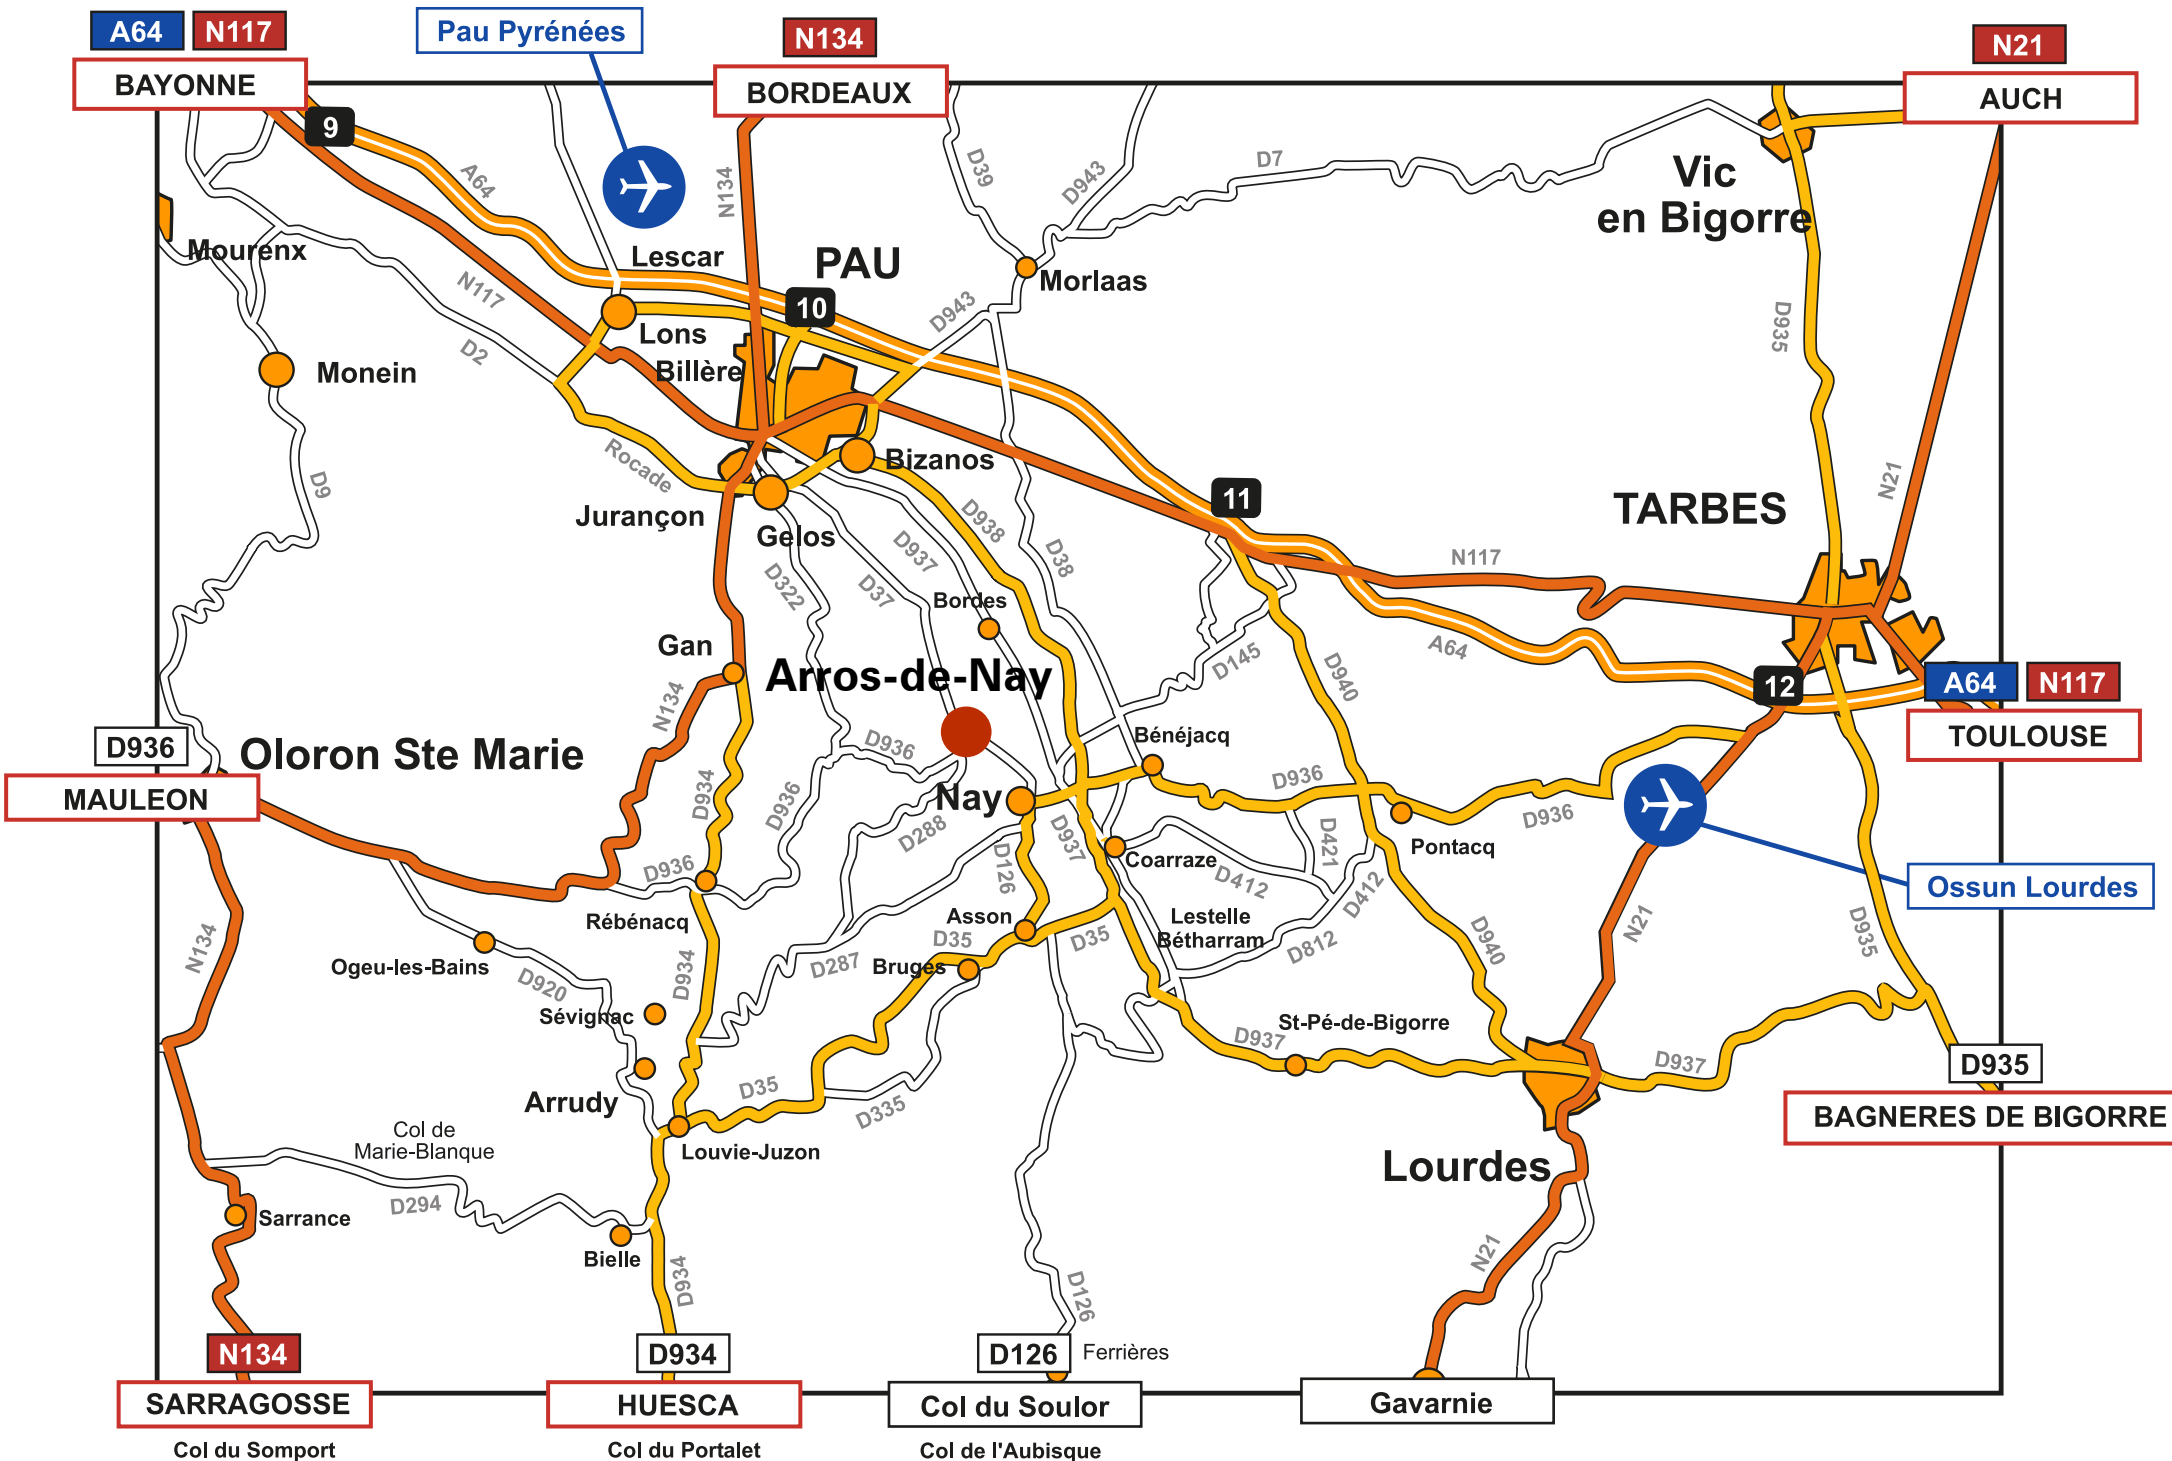 A64
N117
BAYONNE
Pau Pyrénées
N134
BORDEAUX
N21
AUCH
9
A64
N134
D39
D943
D7
Vic
en Bigorre
Mourenx
Lescar
PAU
Morlaas
N117
10
D943
D935
D2
Lons
Billère
Monein
Rocade
Bizanos
D9
N21
11
TARBES
Jurançon
Gelos
D938
D937
D38
N117
D322
D37
Bordes
Gan
D145
A64
D940
Arros-de-Nay
N134
12
A64
N117
TOULOUSE
D936
MAULEON
Oloron Ste Marie
D936
Bénéjacq
D934
D936
Nay
D936
D936
D288
D937
D421
Pontacq
Coarraze
D126
D412
D412
D936
Ossun Lourdes
Rébénacq
Asson
Lestelle
Bétharram
D35
D35
D812
N21
D935
N134
D940
Ogeu-les-Bains
D920
D934
D287
Bruges
Sévignac
St-Pé-de-Bigorre
D937
D937
D935
Arrudy
D35
D335
BAGNERES DE BIGORRE
Col de
Marie-Blanque
Louvie-Juzon
Lourdes
D294
Sarrance
Bielle
N21
D934
D126
N134
SARRAGOSSE
Col du Somport
D934
HUESCA
Col du Portalet
D126
Ferrières
Col du Soulor
Col de l'Aubisque
Gavarnie